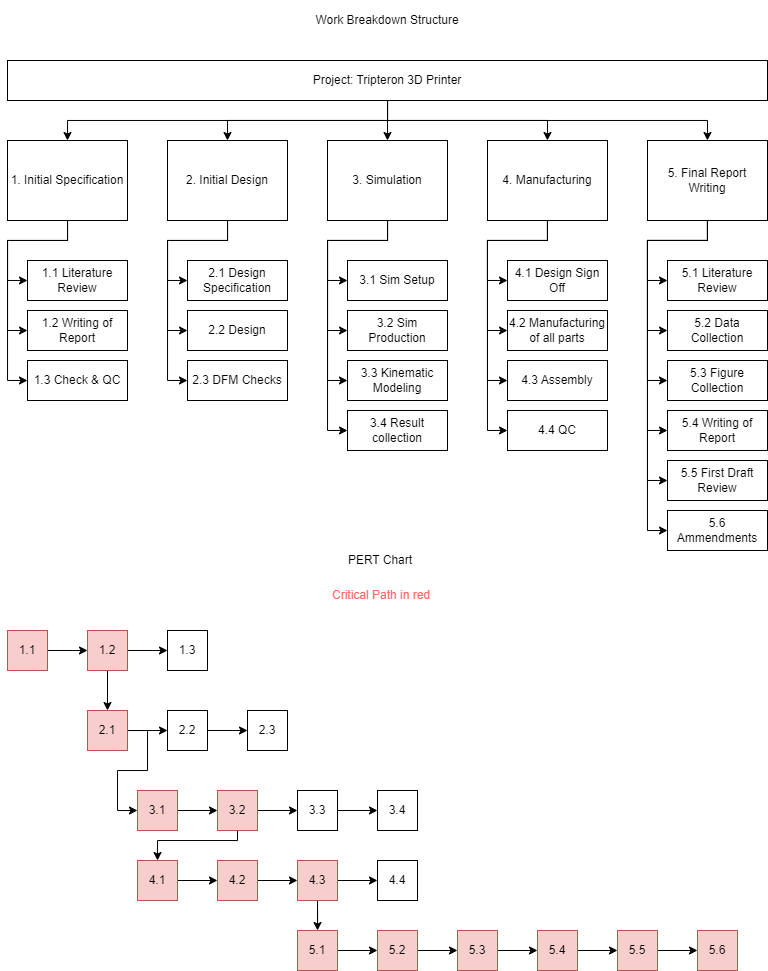 Work Breakdown Structure
Project: Tripteron 3D Printer
1. Initial Specification
2. Initial Design
3. Simulation
4. Manufacturing
5. Final Report
Writing
1.1 Literature
Review
1.2 Writing of
Report
1.3 Check & QC
2.1 Design
Specification
2.2 Design
2.3 DFM Checks
3.1 Sim Setup
3.2 Sim
Production
3.3 Kinematic
Modeling
3.4 Result
collection
4.1 Design Sign
Off
4.2 Manufacturing
of all parts
4.3 Assembly
4.4 QC
5.1 Literature
Review
5.2 Data
Collection
5.3 Figure
Collection
5.4 Writing of
Report
5.5 First Draft
Review
5.6
Ammendments
PERT Chart
Critical Path in red
1.1
1.2
1.3
2.1
2.2
2.3
3.1
3.2
3.3
3.4
4.1
4.2
4.3
4.4
5.1
5.2
5.3
5.4
5.5
5.6